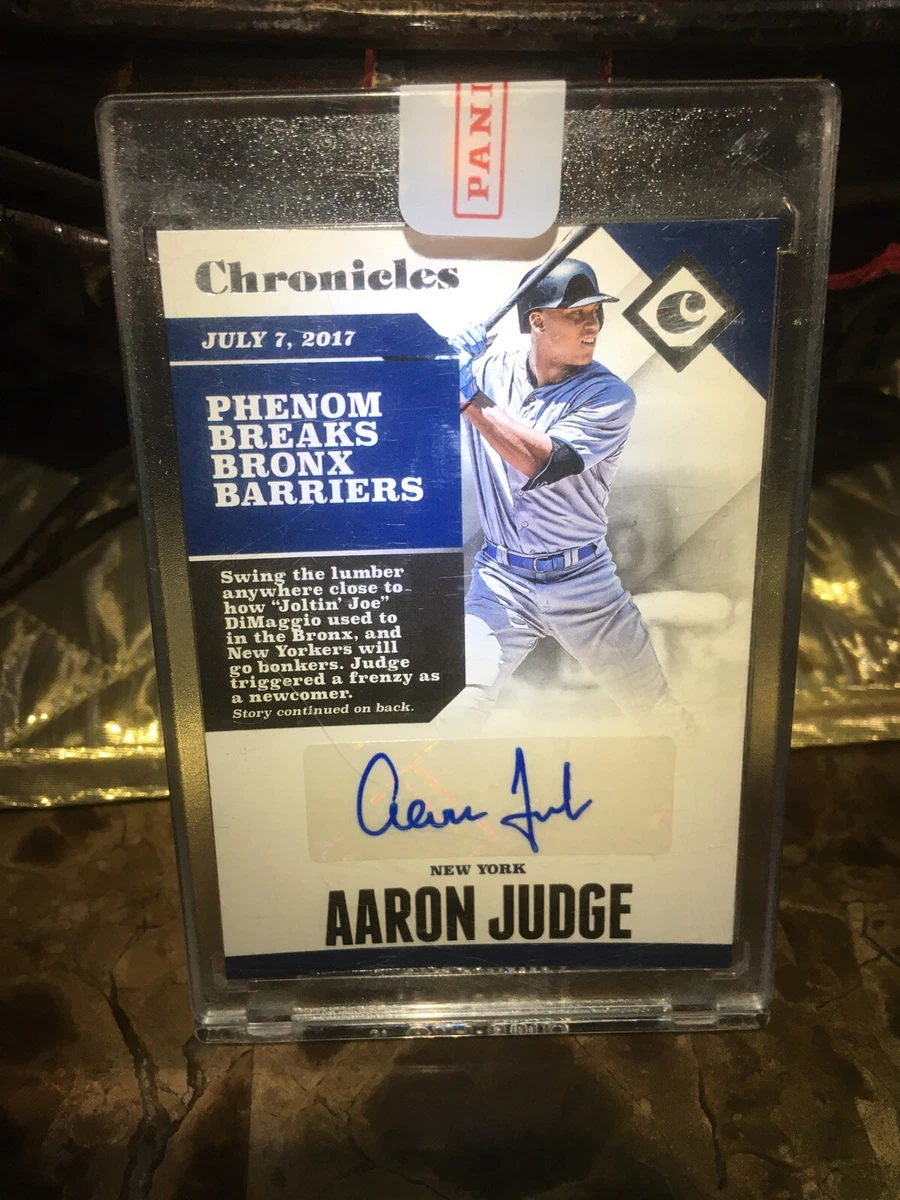 PANI
Chronicles
C
JULY 7, 2017
PHENOM
BREAKS
BRONX
BARRIERS
Swing the lumber
anywhere close to
how “Joltin’ Joe”
DiMaggio used to
in the Bronx, and
New Yorkers will
go bonkers. Judge
triggered a frenzy as
a newcomer.
Story continued on back.
Aaron Judge
NEW YORK
AARON JUDGE